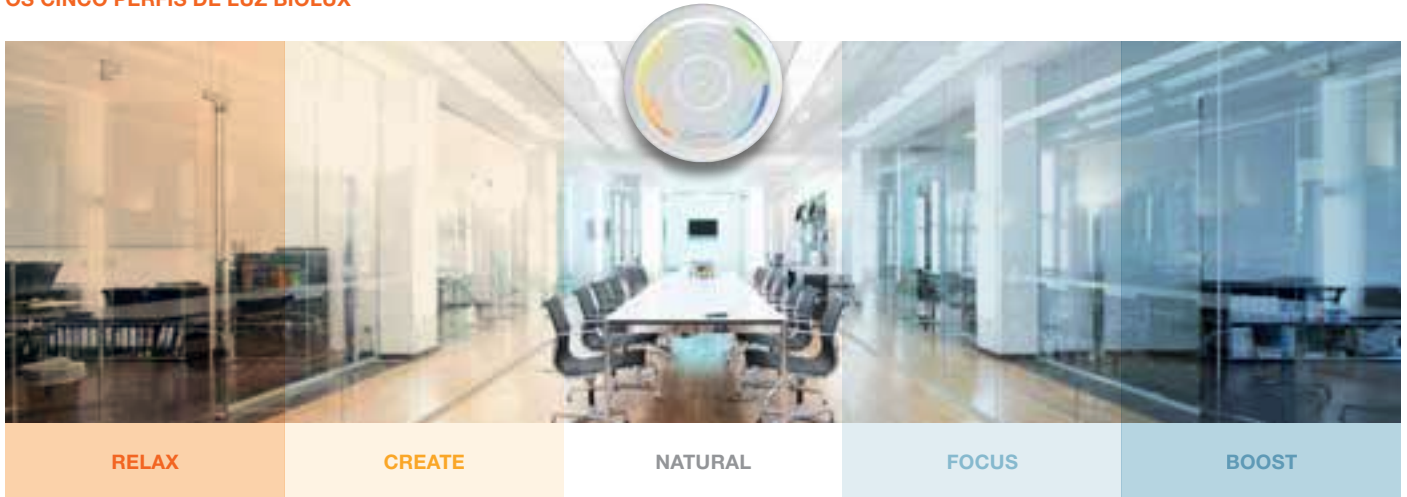 OS CINCO PERFIS DE LUZ BIOLUX
RELAX
CREATE
NATURAL
FOCUS
BOOST